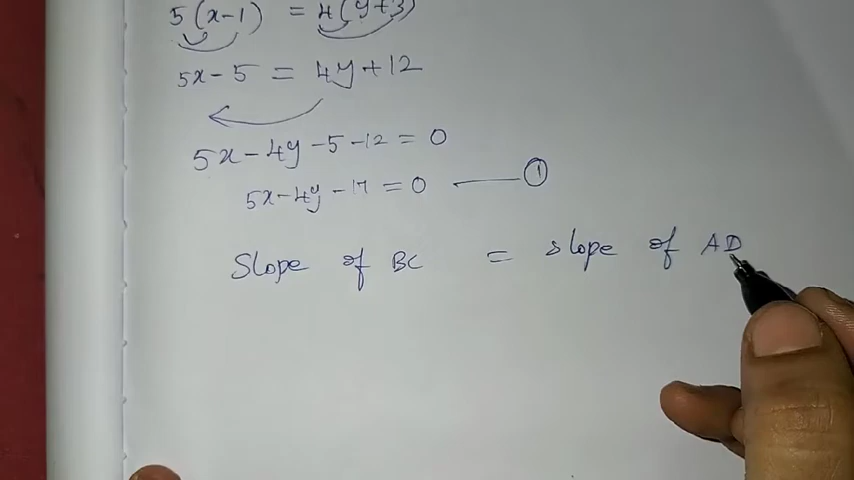 5(x-1) = 4(y+3)
5x-5 = 4y+12
5x-4y-5-12=0
5x-4y-17=0 ——— ①
Slope of BC = slope of AD